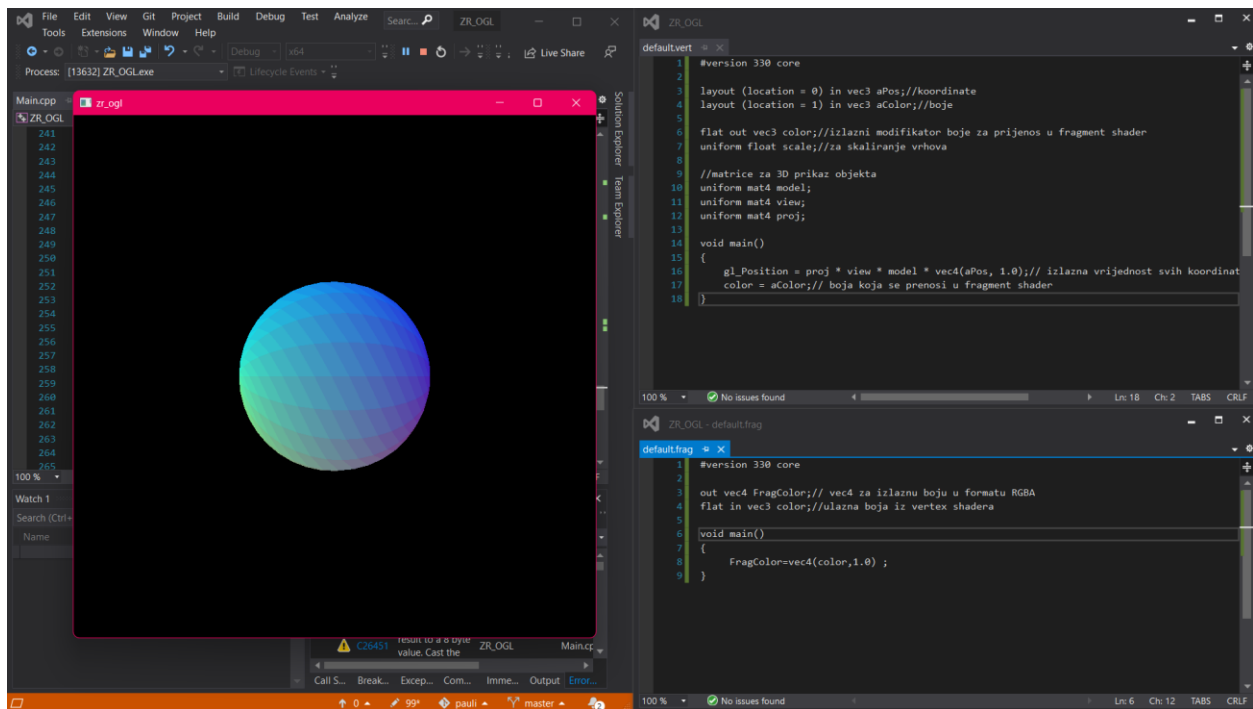 File Edit View Git Project Build Debug Test Analyze Searc... ZR_OGL
Tools Extensions Window Help
Debug x64 Live Share
Process: [13632] ZR_OGL.exe Lifecycle Events
Main.cpp
zr_ogl
ZR_OGL
241
242
243
244
245
246
247
248
249
250
251
252
253
254
255
256
257
258
259
260
261
262
263
264
265
100 %
Solution Explorer
Team Explorer
Watch 1
Search (Ctrl+
Name
C26451 result to a 8 byte value. Cast the ZR_OGL Main.cp
Call S... Break... Excep... Com... Imme... Output Error...
0 99+ pauli master 2
ZR_OGL
default.vert
1 #version 330 core
2
3 layout (location = 0) in vec3 aPos;//koordinate
4 layout (location = 1) in vec3 aColor;//boje
5
6 flat out vec3 color;//izlazni modifikator boje za prijenos u fragment shader
7 uniform float scale;//za skaliranje vrhova
8
9 //matrice za 3D prikaz objekta
10 uniform mat4 model;
11 uniform mat4 view;
12 uniform mat4 proj;
13
14 void main()
15 {
16 gl_Position = proj * view * model * vec4(aPos, 1.0);// izlazna vrijednost svih koordinat
17 color = aColor;// boja koja se prenosi u fragment shader
18 }
100 % No issues found Ln: 18 Ch: 2 TABS CRLF
ZR_OGL - default.frag
default.frag
1 #version 330 core
2
3 out vec4 FragColor;// vec4 za izlaznu boju u formatu RGBA
4 flat in vec3 color;//ulazna boja iz vertex shadera
5
6 void main()
7 {
8 FragColor=vec4(color,1.0) ;
9 }
100 % No issues found Ln: 6 Ch: 12 TABS CRLF